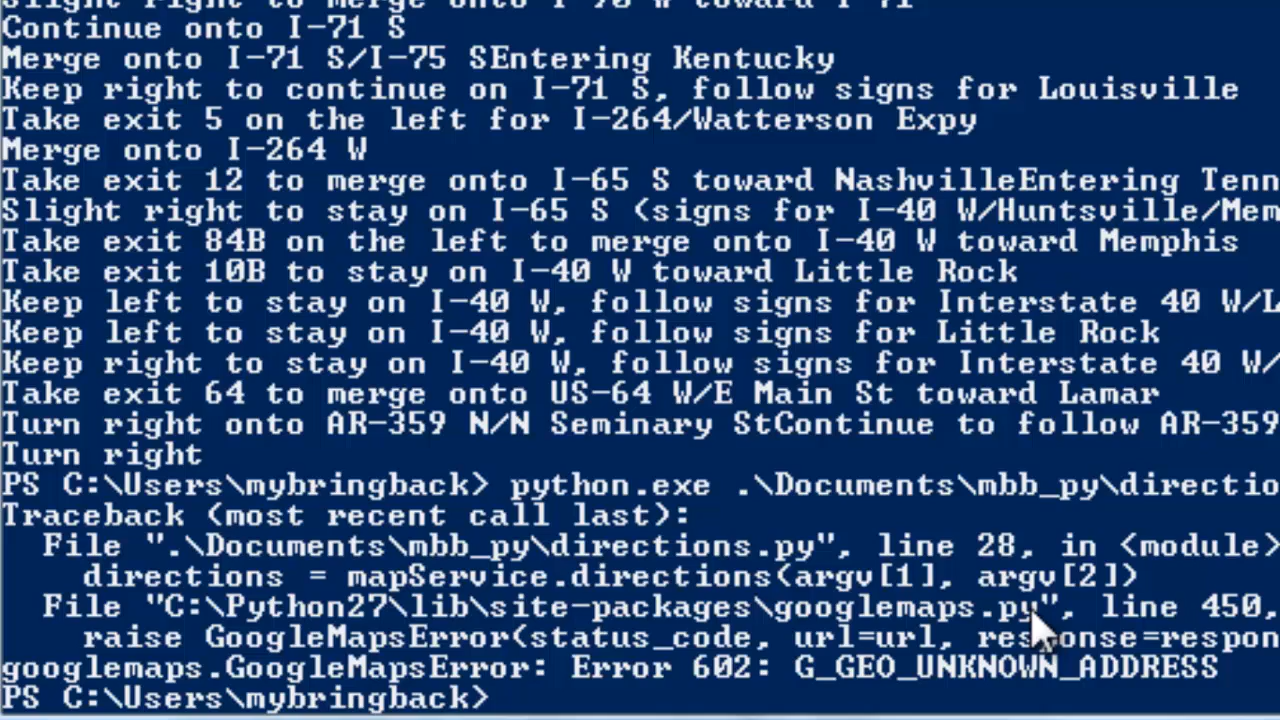 Slight right to merge onto I-70 W toward I-71
Continue onto I-71 S
Merge onto I-71 S/I-75 SEntering Kentucky
Keep right to continue on I-71 S, follow signs for Louisville
Take exit 5 on the left for I-264/Watterson Expy
Merge onto I-264 W
Take exit 12 to merge onto I-65 S toward NashvilleEntering Tenn
Slight right to stay on I-65 S (signs for I-40 W/Huntsville/Mem
Take exit 84B on the left to merge onto I-40 W toward Memphis
Take exit 10B to stay on I-40 W toward Little Rock
Keep left to stay on I-40 W, follow signs for Interstate 40 W/L
Keep left to stay on I-40 W, follow signs for Little Rock
Keep right to stay on I-40 W, follow signs for Interstate 40 W/
Take exit 64 to merge onto US-64 W/E Main St toward Lamar
Turn right onto AR-359 N/N Seminary StContinue to follow AR-359
Turn right
PS C:\Users\mybringback> python.exe .\Documents\mbb_py\directio
Traceback (most recent call last):
  File ".\Documents\mbb_py\directions.py", line 28, in <module>
    directions = mapService.directions(argv[1], argv[2])
  File "C:\Python27\lib\site-packages\googlemaps.py", line 450,
    raise GoogleMapsError(status_code, url=url, response=respon
googlemaps.GoogleMapsError: Error 602: G_GEO_UNKNOWN_ADDRESS
PS C:\Users\mybringback>